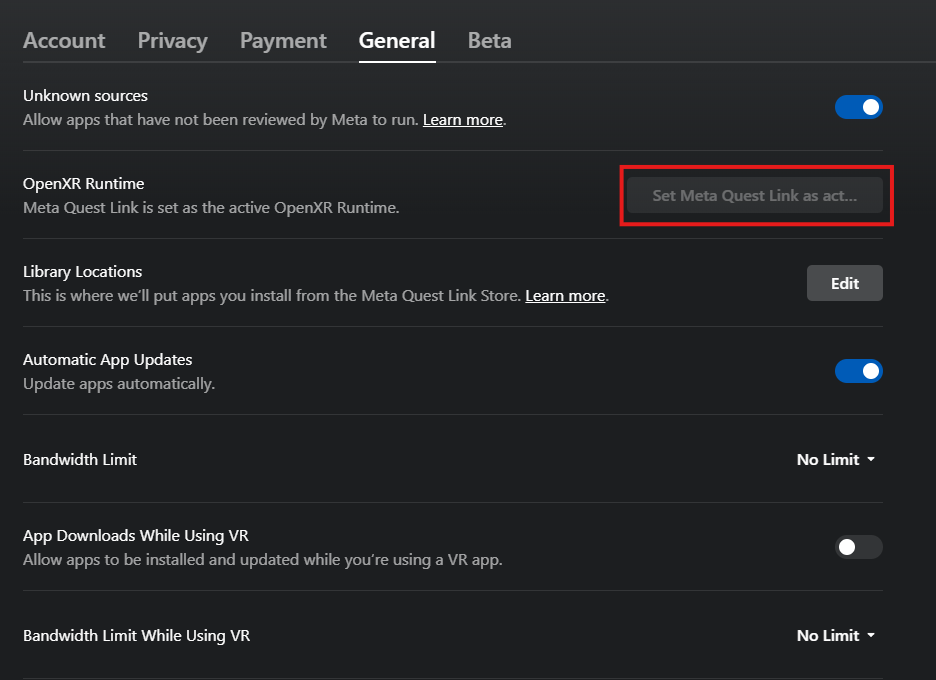 Account Privacy Payment General Beta
Unknown sources
Allow apps that have not been reviewed by Meta to run. Learn more.
OpenXR Runtime
Meta Quest Link is set as the active OpenXR Runtime.
Set Meta Quest Link as act...
Library Locations
This is where we’ll put apps you install from the Meta Quest Link Store. Learn more.
Edit
Automatic App Updates
Update apps automatically.
Bandwidth Limit
No Limit
App Downloads While Using VR
Allow apps to be installed and updated while you’re using a VR app.
Bandwidth Limit While Using VR
No Limit